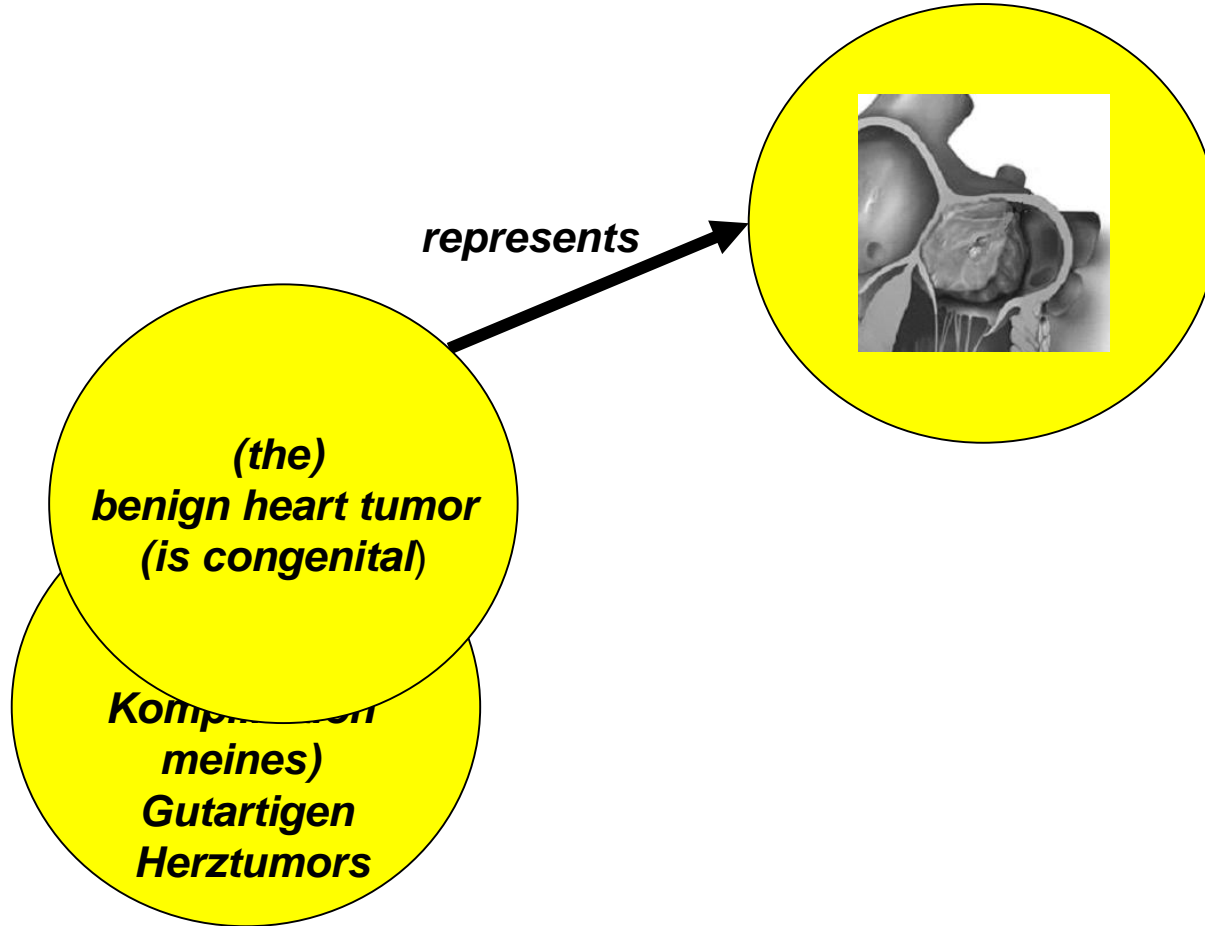 represents
(the)
benign heart tumor
(is congenital)
meines)
Gutartigen
Herztumors